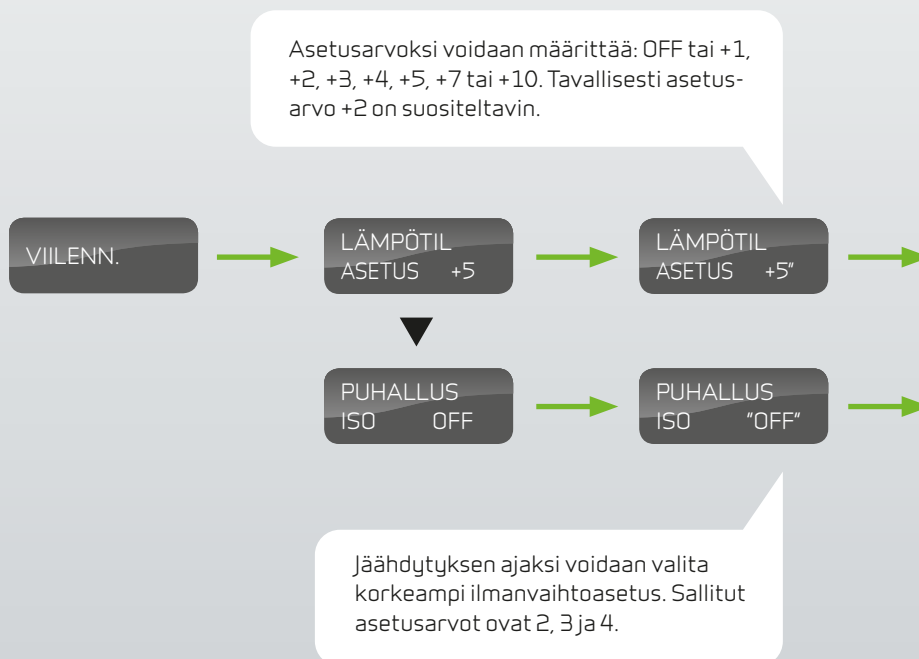 Asetusarvoksi voidaan määrittää: OFF tai +1,
+2, +3, +4, +5, +7 tai +10. Tavallisesti asetus-
arvo +2 on suositeltavin.
VIILENN.
LÄMPÖTIL
ASETUS +5
LÄMPÖTIL
ASETUS +5"
PUHALLUS
ISO OFF
PUHALLUS
ISO "OFF"
Jäähdytyksen ajaksi voidaan valita
korkeampi ilmanvaihtoasetus. Sallitut
asetusarvot ovat 2, 3 ja 4.